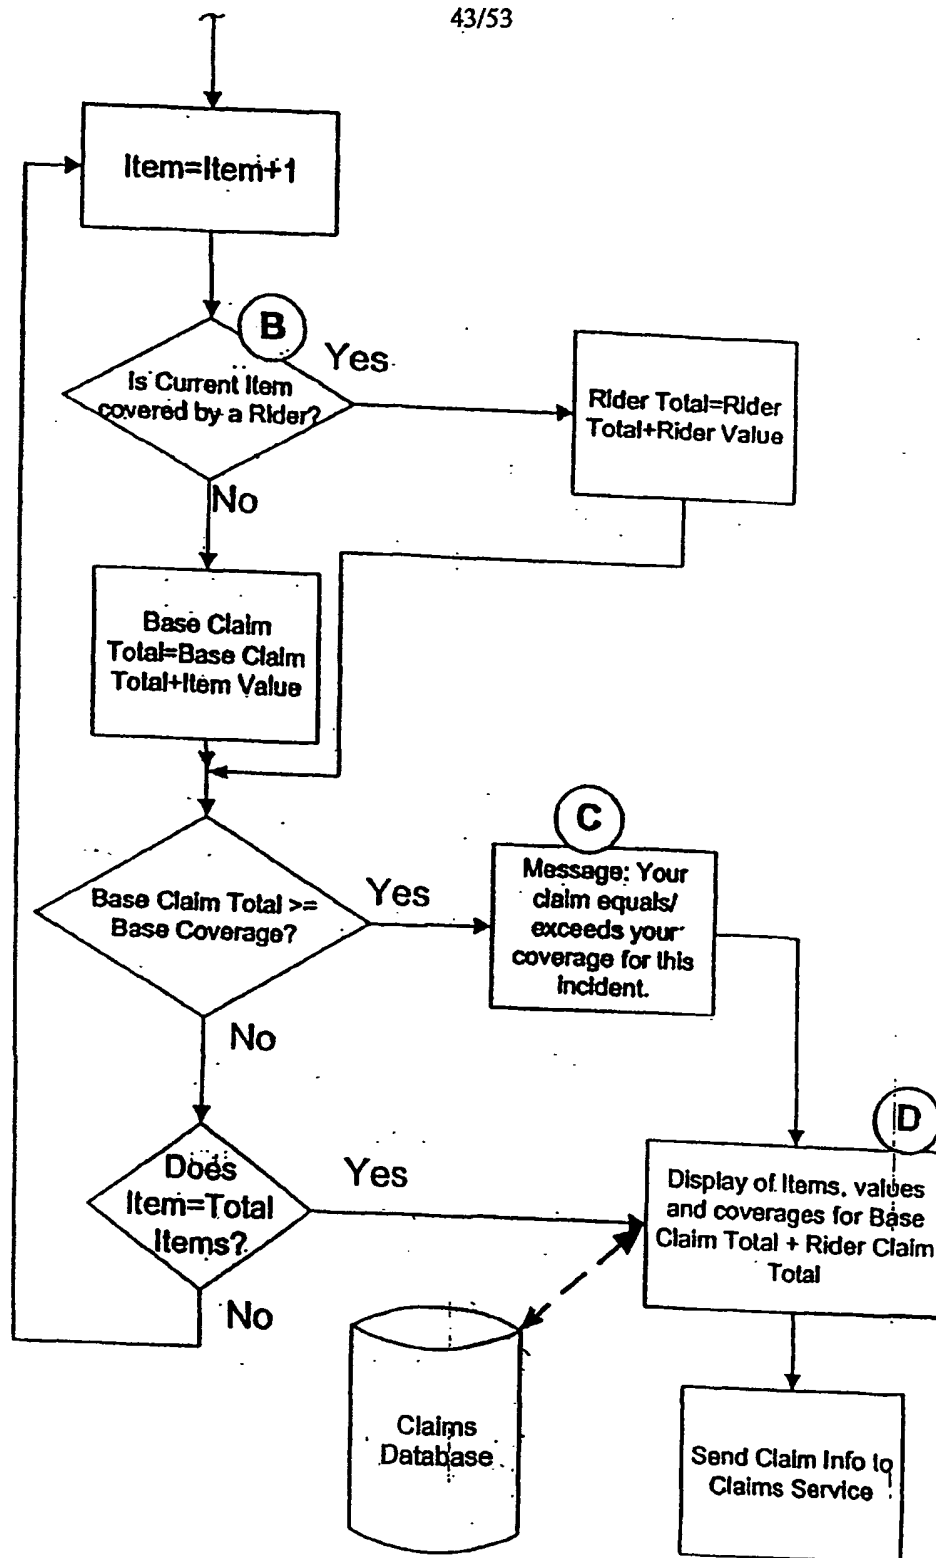 43/53
Item=Item+1
B
Yes
Is Current Item
covered by a Rider?
Rider Total=Rider
Total+Rider Value
No
Base Claim
Total=Base Claim
Total+Item Value
C
Message: Your
claim equals/
exceeds your
coverage for this
incident.
Base Claim Total >=
Base Coverage?
Yes
No
D
Does
Item=Total
Items?
Yes
Display of Items, values
and coverages for Base
Claim Total + Rider Claim
Total
No
Claims
Database
Send Claim Info to
Claims Service